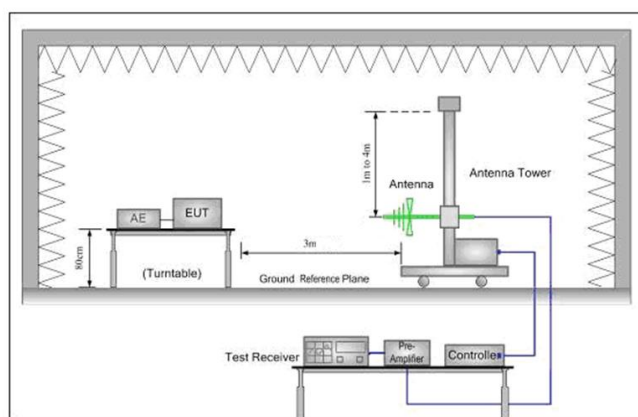 1m to 4m
Antenna
Antenna Tower
AE
EUT
80cm
(Turntable)
3m
Ground Reference Plane
Test Receiver
Pre-
Amplifier
Controller